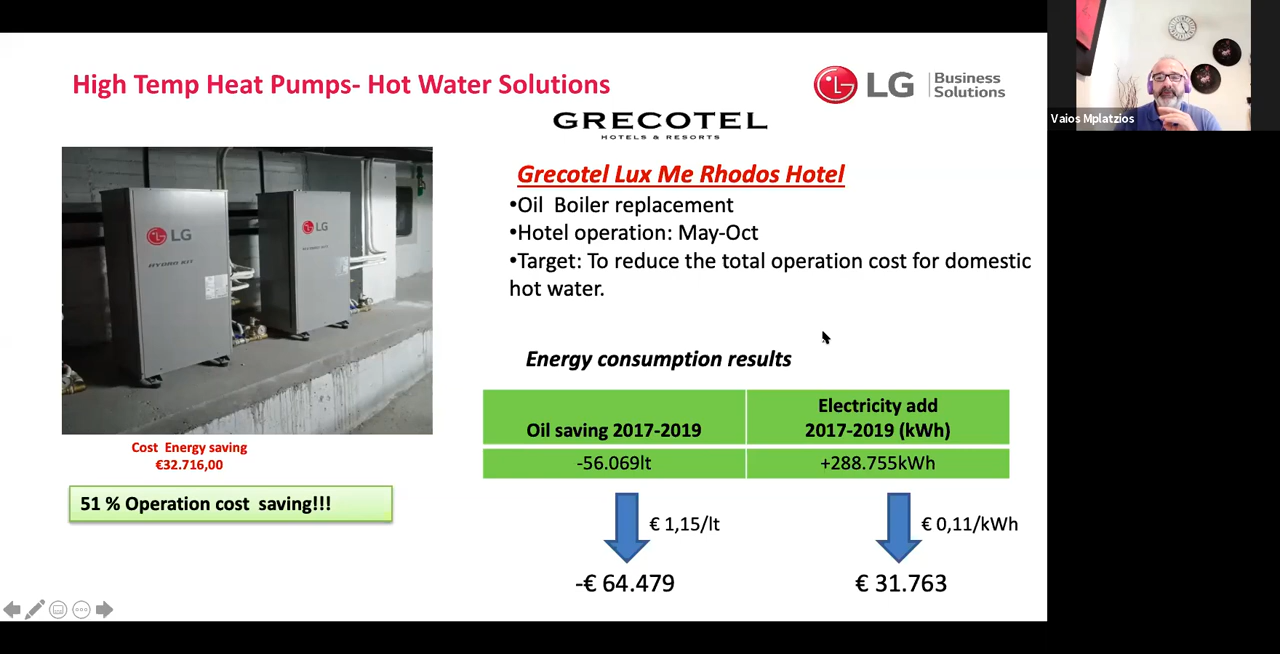 High Temp Heat Pumps- Hot Water Solutions
LG
Business
Solutions
GRECOTEL
HOTELS & RESORTS
Vaios Mplatzios
Grecotel Lux Me Rhodos Hotel
•Oil Boiler replacement
•Hotel operation: May-Oct
•Target: To reduce the total operation cost for domestic
hot water.
LG
HYDRO KIT
LG
HYDRO KIT
Energy consumption results
Oil saving 2017-2019
Electricity add
2017-2019 (kWh)
-56.069lt
+288.755kWh
Cost Energy saving
€32.716,00
51 % Operation cost saving!!!
€ 1,15/lt
€ 0,11/kWh
-€ 64.479
€ 31.763